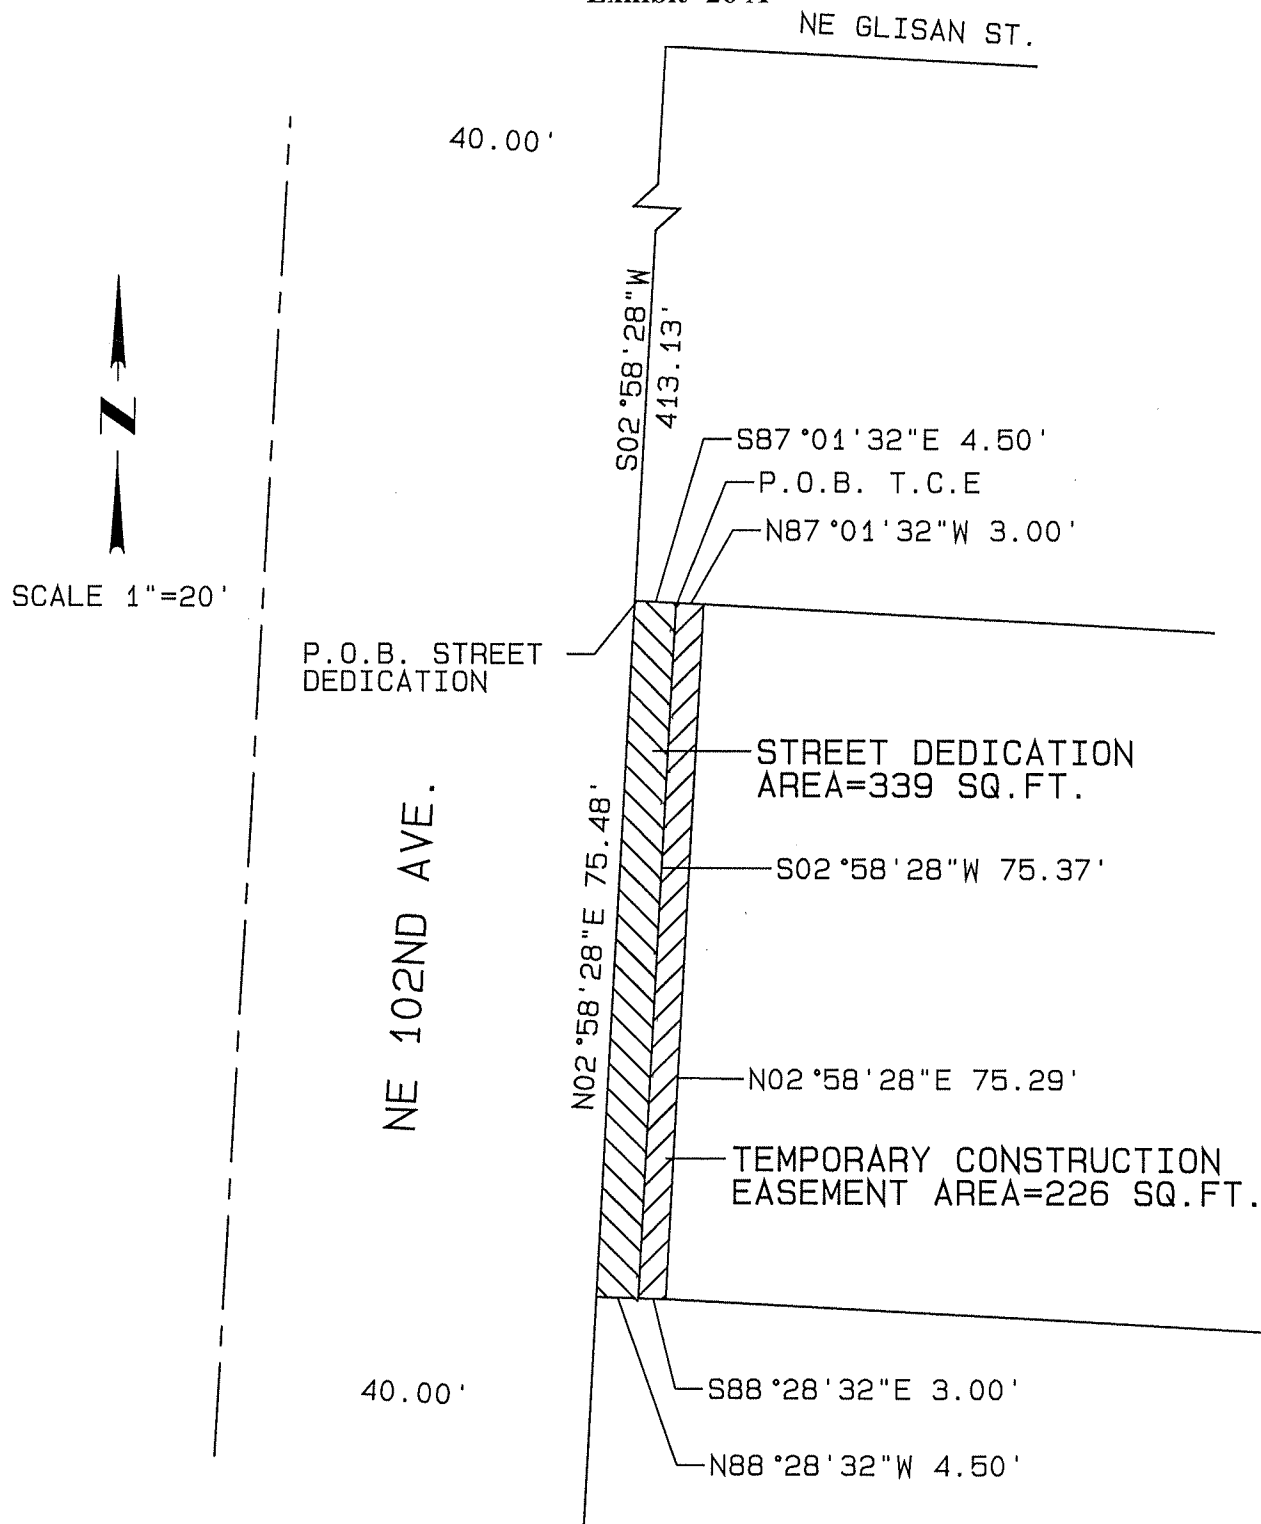 Exhibit 26 A
NE GLISAN ST.
40.00'
S02°58'28"W
413.13'
Z
SCALE 1"=20'
S87°01'32"E 4.50'
P.O.B. T.C.E
N87°01'32"W 3.00'
P.O.B. STREET
DEDICATION
STREET DEDICATION
AREA=339 SQ.FT.
NE 102ND AVE.
N02°58'28"E 75.48'
S02°58'28"W 75.37'
N02°58'28"E 75.29'
TEMPORARY CONSTRUCTION
EASEMENT AREA=226 SQ.FT.
40.00'
S88°28'32"E 3.00'
N88°28'32"W 4.50'